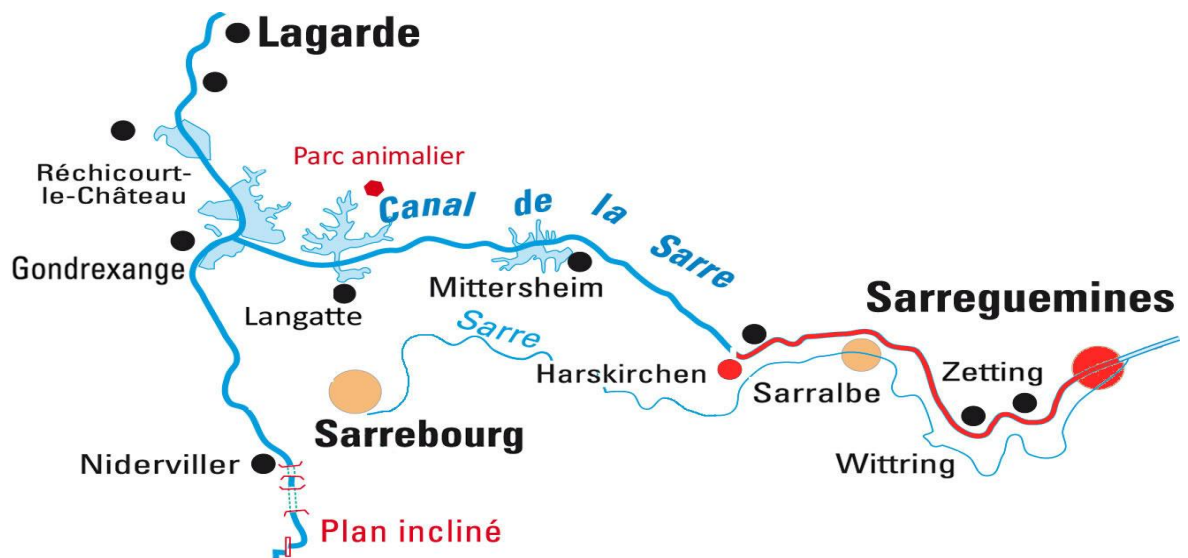 Lagarde
Réchicourt-
le-Château
Parc animalier
Canal de la Sarre
Gondrexange
Langatte
Mittersheim
Sarre
Sarreguemines
Harskirchen
Sarralbe
Zetting
Sarrebourg
Wittring
Niderviller
Plan incliné